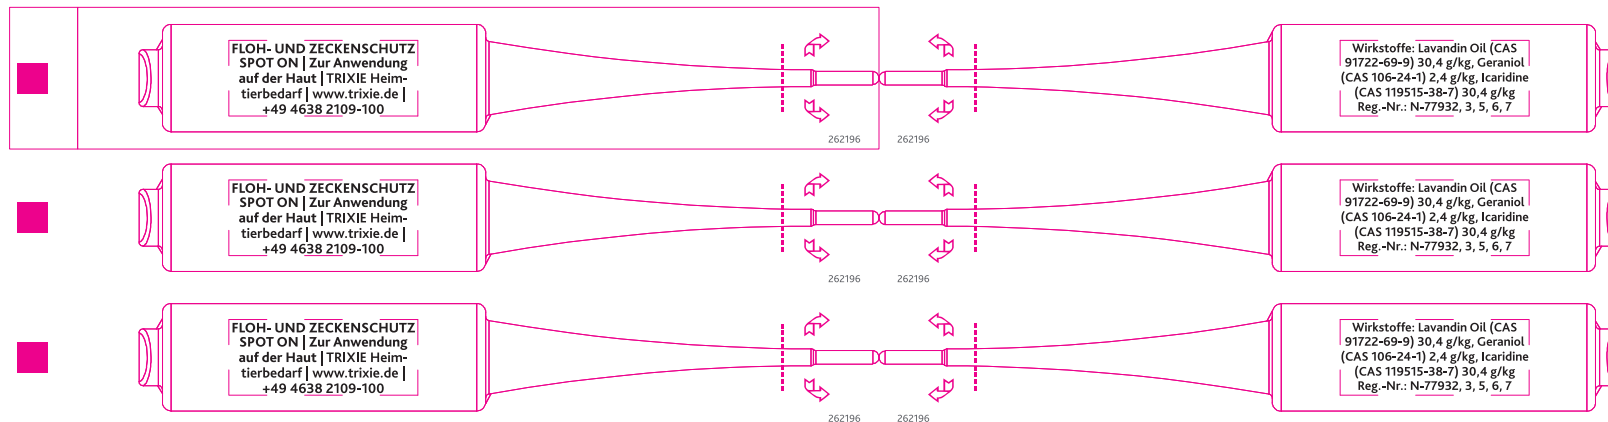 FLOH- UND ZECKENSCHUTZ
SPOT ON | Zur Anwendung
auf der Haut | TRIXIE Heim-
tierbedarf | www.trixie.de |
+49 4638 2109-100
262196
262196
Wirkstoffe: Lavandin Oil (CAS
91722-69-9) 30,4 g/kg, Geraniol
(CAS 106-24-1) 2,4 g/kg, Icaridine
(CAS 119515-38-7) 30,4 g/kg
Reg.-Nr.: N-77932, 3, 5, 6, 7
FLOH- UND ZECKENSCHUTZ
SPOT ON | Zur Anwendung
auf der Haut | TRIXIE Heim-
tierbedarf | www.trixie.de |
+49 4638 2109-100
262196
262196
Wirkstoffe: Lavandin Oil (CAS
91722-69-9) 30,4 g/kg, Geraniol
(CAS 106-24-1) 2,4 g/kg, Icaridine
(CAS 119515-38-7) 30,4 g/kg
Reg.-Nr.: N-77932, 3, 5, 6, 7
FLOH- UND ZECKENSCHUTZ
SPOT ON | Zur Anwendung
auf der Haut | TRIXIE Heim-
tierbedarf | www.trixie.de |
+49 4638 2109-100
262196
262196
Wirkstoffe: Lavandin Oil (CAS
91722-69-9) 30,4 g/kg, Geraniol
(CAS 106-24-1) 2,4 g/kg, Icaridine
(CAS 119515-38-7) 30,4 g/kg
Reg.-Nr.: N-77932, 3, 5, 6, 7